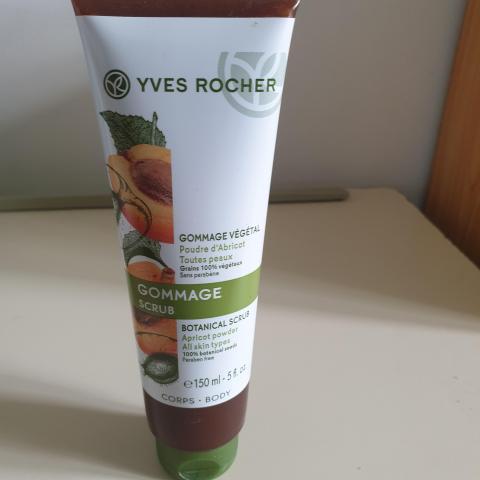 YVES ROCHER
GOMMAGE VÉGÉTAL
Poudre d'Abricot
Toutes peaux
Grains 100% végétaux
Sans parabène
GOMMAGE
SCRUB
BOTANICAL SCRUB
Apricot powder
All skin types
100% botanical seeds
Paraben free
℮150 ml - 5 fl. oz.
CORPS • BODY